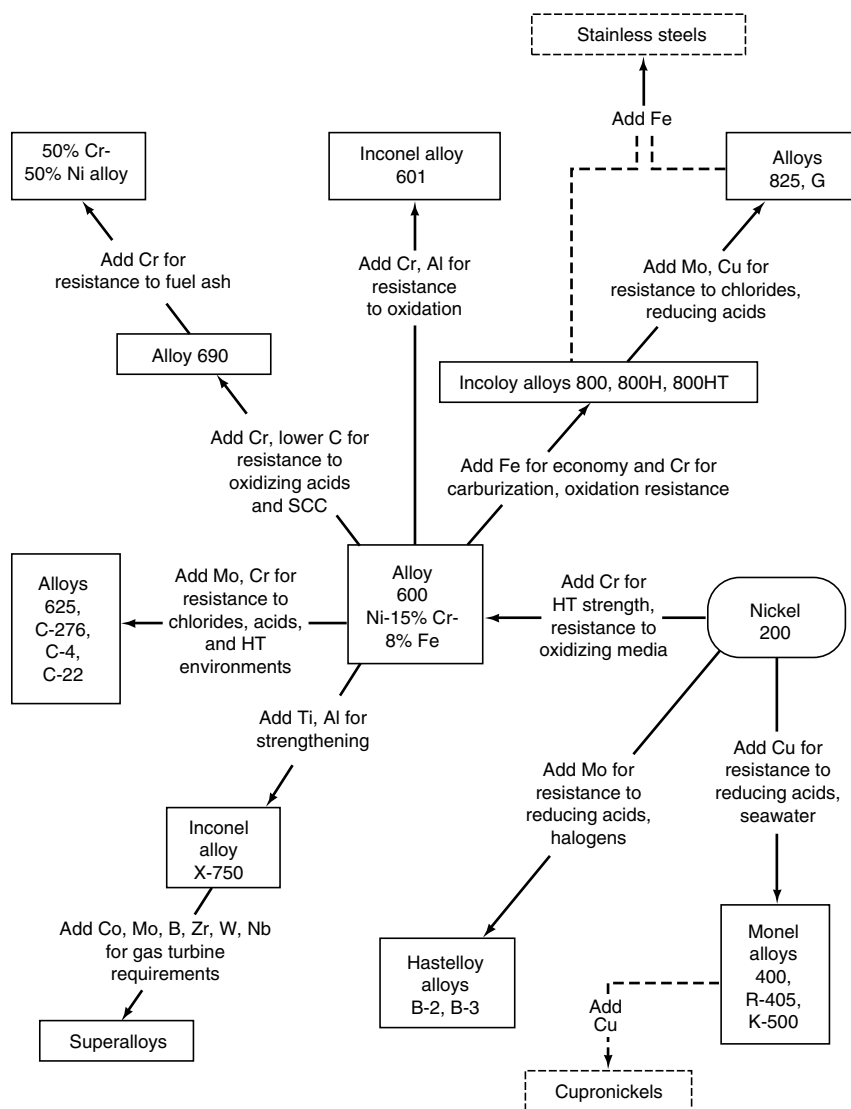 Stainless steels
Add Fe
50% Cr-
50% Ni alloy
Inconel alloy
601
Alloys
825, G
Add Cr for
resistance to fuel ash
Add Cr, Al for
resistance
to oxidation
Add Mo, Cu for
resistance to chlorides,
reducing acids
Alloy 690
Incoloy alloys 800, 800H, 800HT
Add Cr, lower C for
resistance to
oxidizing acids
and SCC
Add Fe for economy and Cr for
carburization, oxidation resistance
Alloys
625,
C-276,
C-4,
C-22
Add Mo, Cr for
resistance to
chlorides, acids,
and HT
environments
Alloy
600
Ni-15% Cr-
8% Fe
Add Cr for
HT strength,
resistance to
oxidizing media
Nickel
200
Add Ti, Al for
strengthening
Add Mo for
resistance to
reducing acids,
halogens
Add Cu for
resistance to
reducing acids,
seawater
Inconel
alloy
X-750
Add Co, Mo, B, Zr, W, Nb
for gas turbine
requirements
Hastelloy
alloys
B-2, B-3
Monel
alloys
400,
R-405,
K-500
Add
Cu
Superalloys
Cupronickels